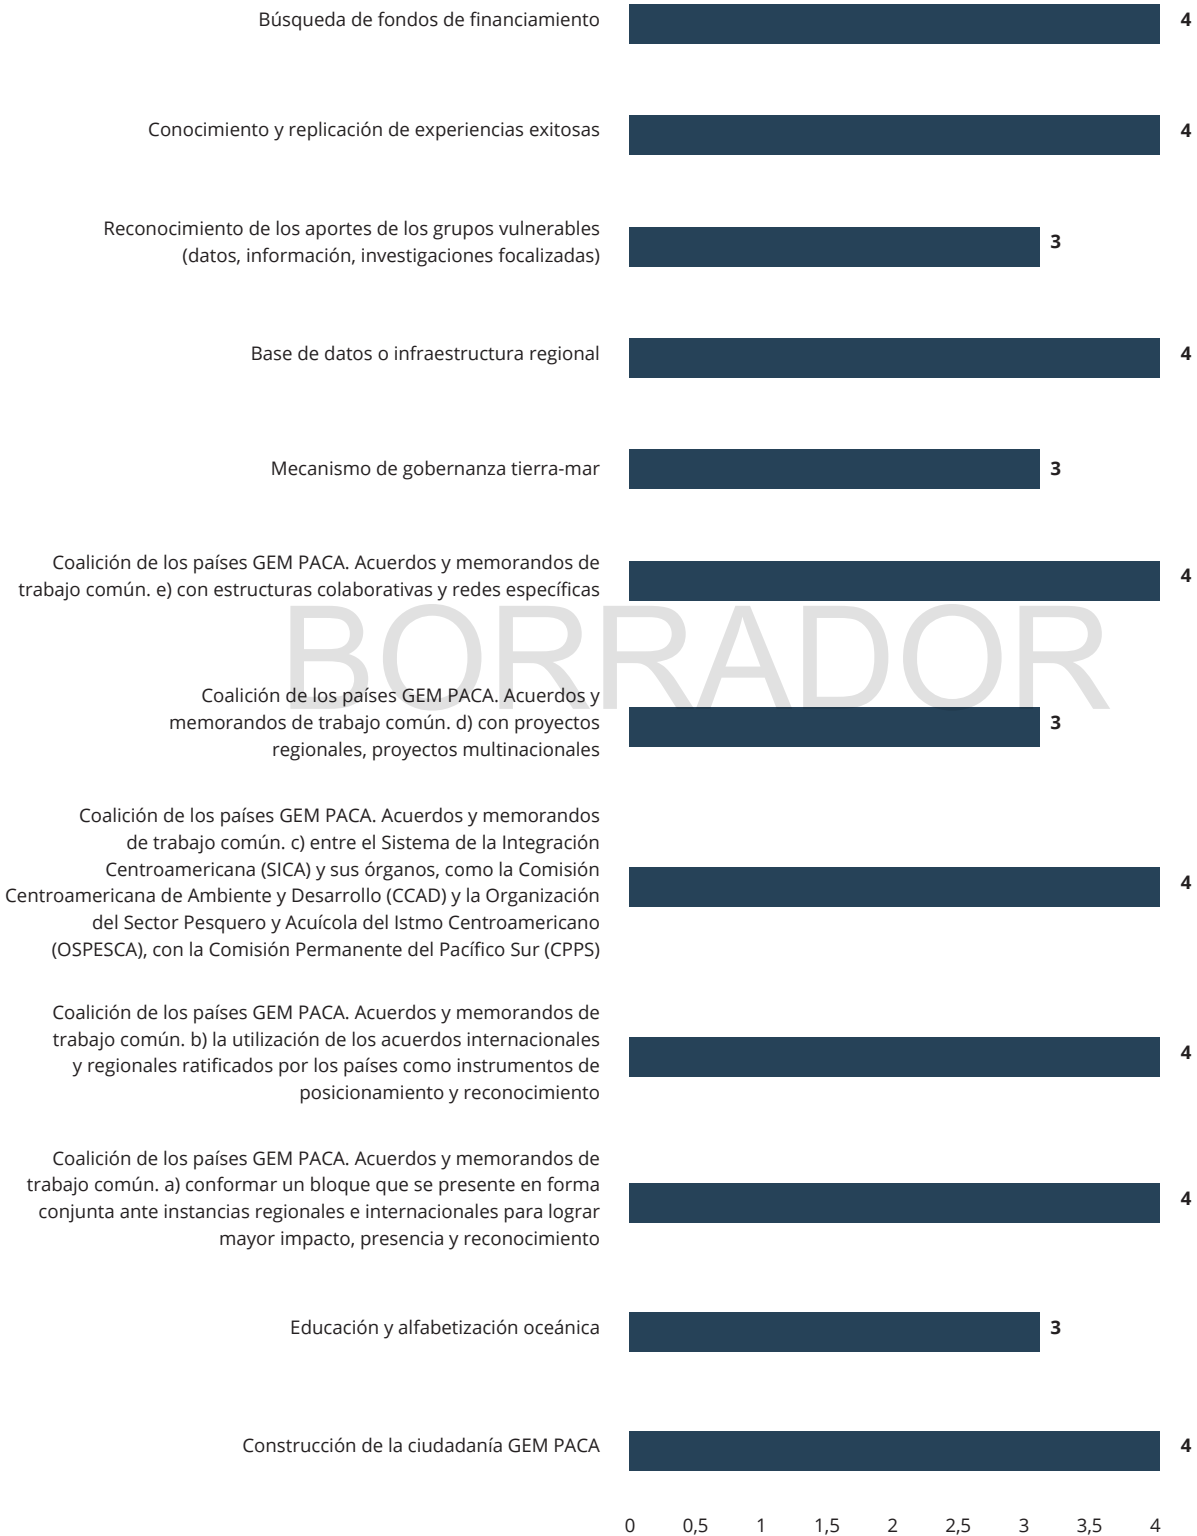 Búsqueda de fondos de financiamiento
4
Conocimiento y replicación de experiencias exitosas
4
Reconocimiento de los aportes de los grupos vulnerables
(datos, información, investigaciones focalizadas)
3
Base de datos o infraestructura regional
4
Mecanismo de gobernanza tierra-mar
3
Coalición de los países GEM PACA. Acuerdos y memorandos de
trabajo común. e) con estructuras colaborativas y redes específicas
4
BORRADOR
Coalición de los países GEM PACA. Acuerdos y
memorandos de trabajo común. d) con proyectos
regionales, proyectos multinacionales
3
Coalición de los países GEM PACA. Acuerdos y memorandos
de trabajo común. c) entre el Sistema de la Integración
Centroamericana (SICA) y sus órganos, como la Comisión
Centroamericana de Ambiente y Desarrollo (CCAD) y la Organización
del Sector Pesquero y Acuícola del Istmo Centroamericano
(OSPESCA), con la Comisión Permanente del Pacífico Sur (CPPS)
4
Coalición de los países GEM PACA. Acuerdos y memorandos de
trabajo común. b) la utilización de los acuerdos internacionales
y regionales ratificados por los países como instrumentos de
posicionamiento y reconocimiento
4
Coalición de los países GEM PACA. Acuerdos y memorandos de
trabajo común. a) conformar un bloque que se presente en forma
conjunta ante instancias regionales e internacionales para lograr
mayor impacto, presencia y reconocimiento
4
Educación y alfabetización oceánica
3
Construcción de la ciudadanía GEM PACA
4
0 0,5 1 1,5 2 2,5 3 3,5 4